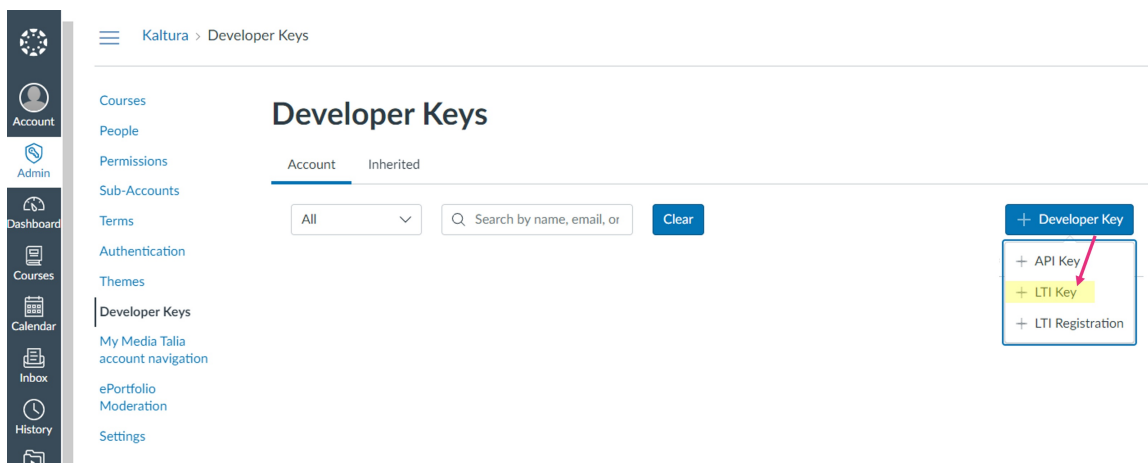 Kaltura > Developer Keys
Account
Admin
Dashboard
Courses
Calendar
Inbox
History
Courses
People
Permissions
Sub-Accounts
Terms
Authentication
Themes
Developer Keys
My Media Talia
account navigation
ePortfolio
Moderation
Settings
Developer Keys
Account Inherited
All Search by name, email, or Clear + Developer Key
+ API Key
+ LTI Key
+ LTI Registration